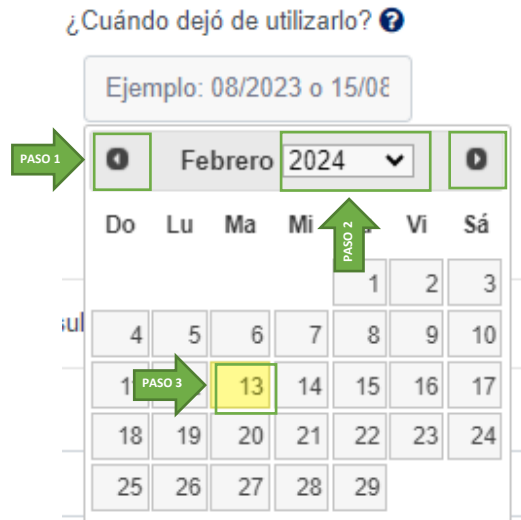 ¿Cuándo dejó de utilizarlo? ?
Ejemplo: 08/2023 o 15/08
PASO 1
Febrero 2024
Do Lu Ma Mi Vi Sá
PASO 2
1 2 3
sul
4 5 6 7 8 9 10
PASO 3
13 14 15 16 17
18 19 20 21 22 23 24
25 26 27 28 29